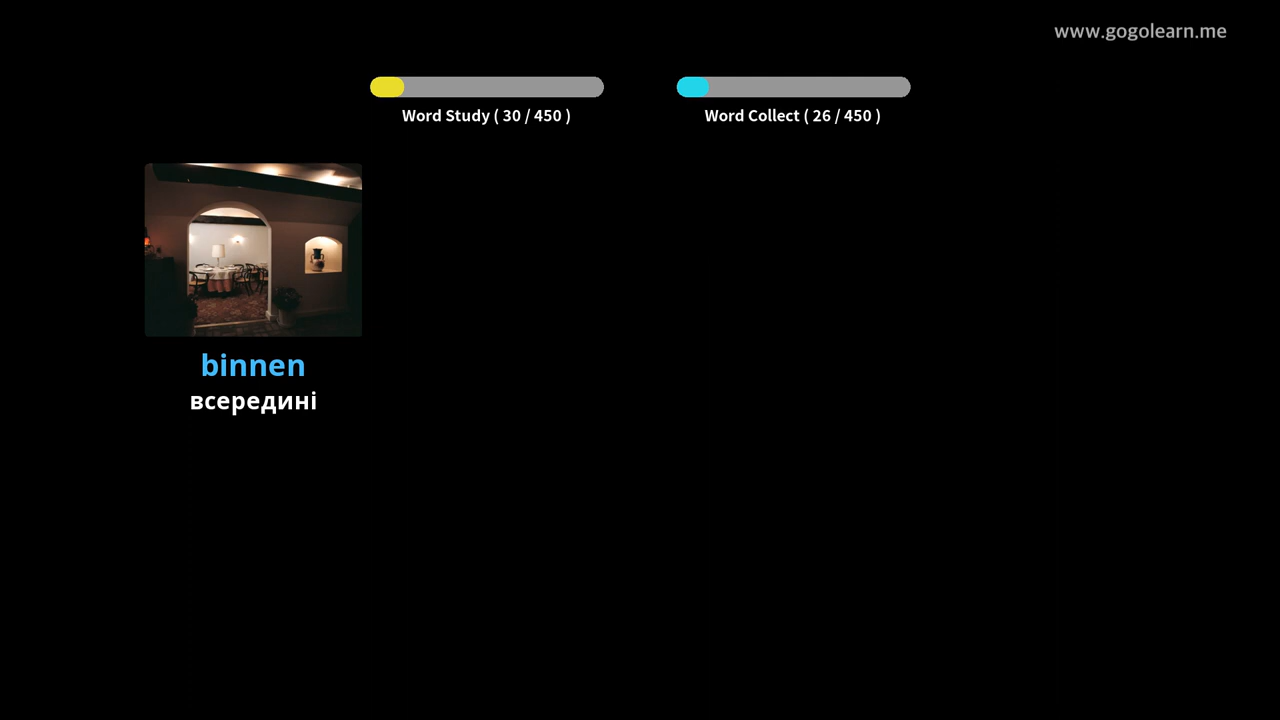 www.gogolearn.me
Word Study ( 30 / 450 )
Word Collect ( 26 / 450 )
binnen
всередині